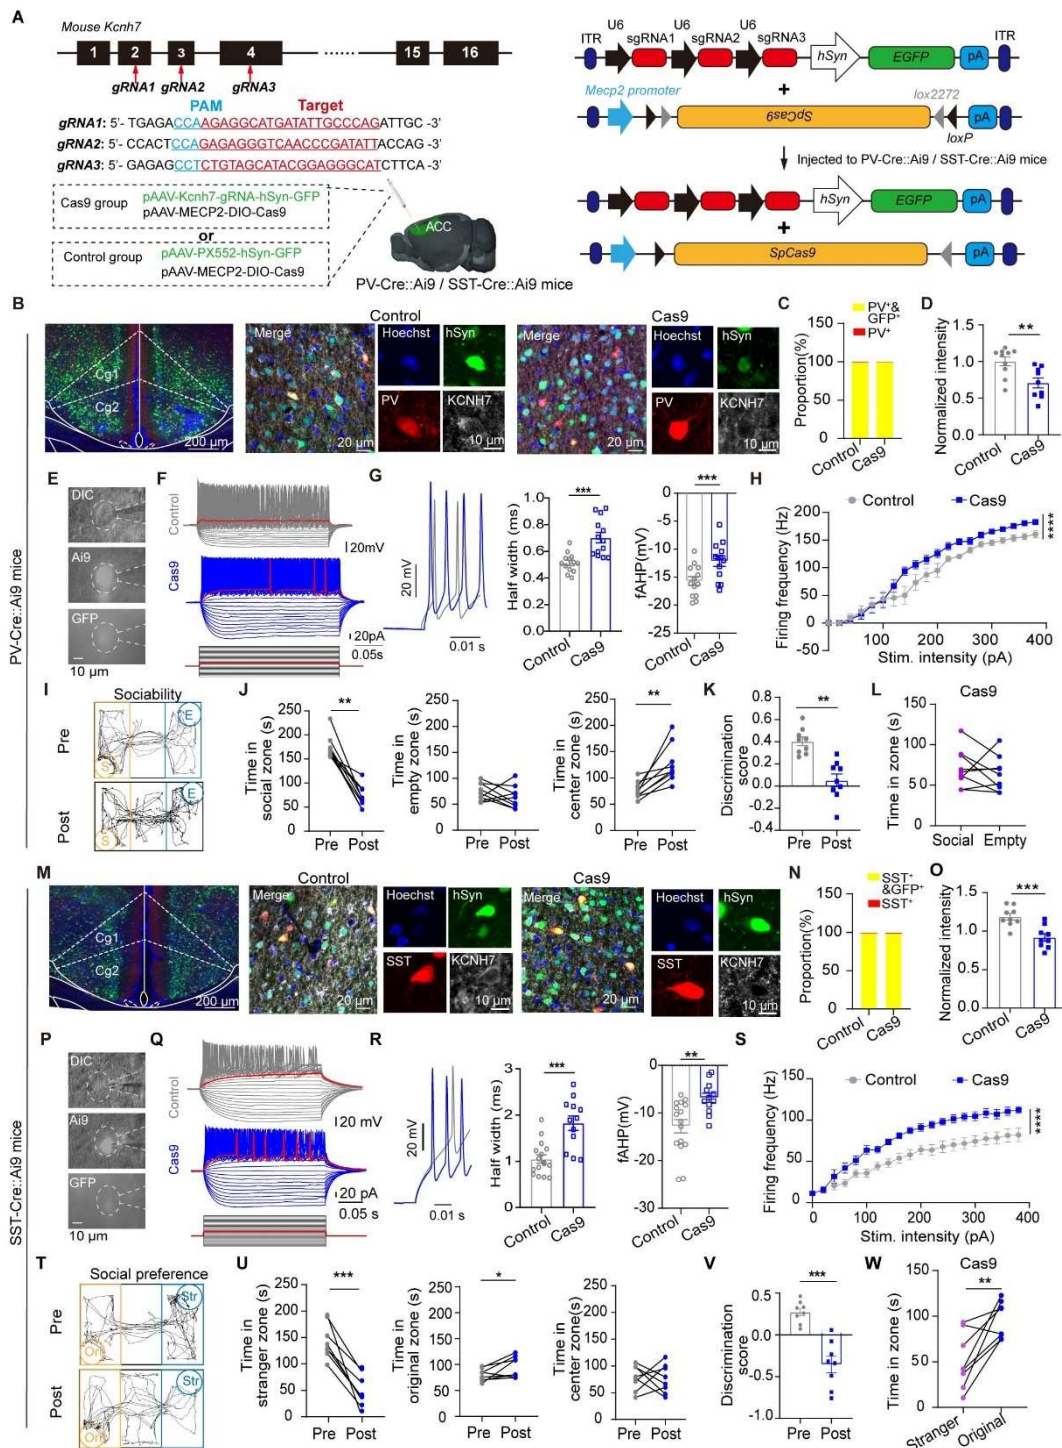 A
Mouse Kcnh7
1 2 3 4 ...... 15 16
gRNA1 gRNA2 gRNA3
PAM Target
gRNA1: 5'- TGAGACCAAGAGGCATGATATTGCCCAGATTGC -3'
gRNA2: 5'- CCACTCCAGAGAGGGTCAACCCGATATTACCAG -3'
gRNA3: 5'- GAGAGCCTCTGTAGCATACGGAGGGCATCTTCA -3'
Cas9 group
pAAV-Kcnh7-gRNA-hSyn-GFP
pAAV-MECP2-DIO-Cas9
or
Control group
pAAV-PX552-hSyn-GFP
pAAV-MECP2-DIO-Cas9
ACC
PV-Cre::Ai9 / SST-Cre::Ai9 mice
U6 U6 U6
ITR sgRNA1 sgRNA2 sgRNA3 ITR
hSyn EGFP pA
+
Mecp2 promoter lox2272
SpCas9 pA
loxP
Injected to PV-Cre::Ai9 / SST-Cre::Ai9 mice
hSyn EGFP pA
+
SpCas9 pA
PV-Cre::Ai9 mice
B
Cg1
Cg2
200 μm
Control
Merge
20 μm
Hoechst hSyn
PV KCNH7
10 μm
Cas9
Merge
20 μm
Hoechst hSyn
PV KCNH7
10 μm
C
PV+&
GFP+
PV+
Proportion(%)
150
100
50
0
Control Cas9
D
**
Normalized intensity
1.5
1.0
0.5
0.0
Control Cas9
E
DIC
Ai9
GFP
10 μm
F
Control
20mV
Cas9
20pA
0.05s
G
20 mV
0.01 s
***
Half width (ms)
1.0
0.8
0.6
0.4
0.2
0.0
Control Cas9
***
fAHP(mV)
0
-5
-10
-15
-20
-25
Control Cas9
H
Control Cas9
Firing frequency (Hz)
200
150
100
50
0
-50
100 200 300 400
Stim. intensity (pA)
****
I
Sociability
Pre
E
S
Post
E
S
J
**
Time in
social zone (s)
250
200
150
100
50
0
Pre Post
Time in
empty zone (s)
250
200
150
100
50
0
Pre Post
**
Time in
center zone (s)
250
200
150
100
50
0
Pre Post
K
**
Discrimination
score
0.8
0.4
0.0
-0.4
Pre Post
L
Cas9
Time in zone (s)
150
100
50
0
Social Empty
SST-Cre::Ai9 mice
M
Cg1
Cg2
200 μm
Control
Merge
20 μm
Hoechst hSyn
SST KCNH7
10 μm
Cas9
Merge
20 μm
Hoechst hSyn
SST KCNH7
10 μm
N
SST+
&GFP+
SST+
Proportion(%)
150
100
50
0
Control Cas9
O
***
Normalized intensity
1.5
1.0
0.5
0.0
Control Cas9
P
DIC
Ai9
GFP
10 μm
Q
Control
20 mV
Cas9
20 pA
0.05 s
R
20 mV
0.01 s
***
Half width (ms)
3
2
1
0
Control Cas9
**
fAHP(mV)
0
-10
-20
-30
Control Cas9
S
Control Cas9
Firing frequency (Hz)
150
100
50
0
0 100 200 300 400
Stim. intensity (pA)
****
T
Social preference
Pre
Str
Ori
Post
Str
Ori
U
***
Time in
stranger zone (s)
250
200
150
100
50
0
Pre Post
*
Time in
original zone (s)
250
200
150
100
50
0
Pre Post
Time in
center zone(s)
250
200
150
100
50
0
Pre Post
V
***
Discrimination
score
0.5
-0.0
-0.5
-1.0
Pre Post
W
Cas9
**
Time in zone (s)
150
100
50
0
Stranger Original